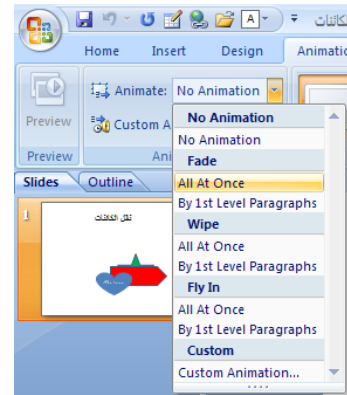 A
كائنات
Home Insert Design Animatio
Preview
Animate: No Animation
Custom A
Preview Ani
No Animation
No Animation
Fade
All At Once
By 1st Level Paragraphs
Wipe
All At Once
By 1st Level Paragraphs
Fly In
All At Once
By 1st Level Paragraphs
Custom
Custom Animation...
Slides Outline
1
نقل الكائنات